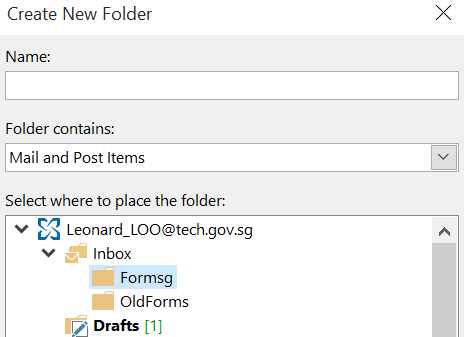 Create New Folder
Name:
Folder contains:
Mail and Post Items
Select where to place the folder:
Leonard_LOO@tech.gov.sg
Inbox
Formsg
OldForms
Drafts [1]